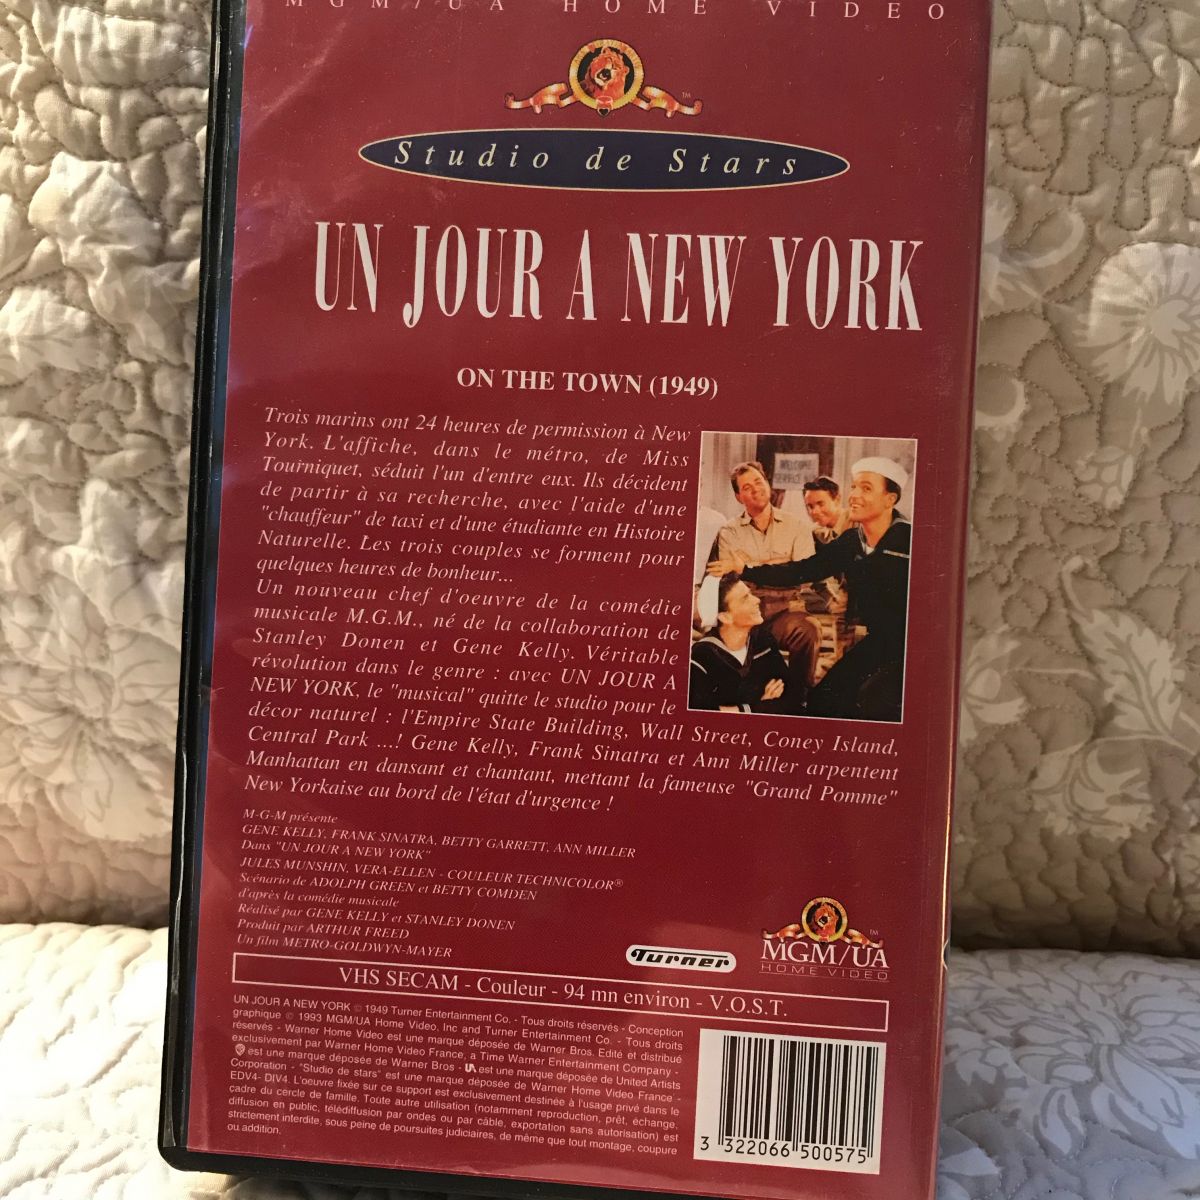 MGM/UA HOME VIDEO
Studio de Stars
UN JOUR A NEW YORK
ON THE TOWN (1949)
Trois marins ont 24 heures de permission à New
York. L'affiche, dans le métro, de Miss
Tourniquet, séduit l'un d'entre eux. Ils décident
de partir à sa recherche, avec l'aide d'une
"chauffeur" de taxi et d'une étudiante en Histoire
Naturelle. Les trois couples se forment pour
quelques heures de bonheur...
Un nouveau chef d'oeuvre de la comédie
musicale M.G.M., né de la collaboration de
Stanley Donen et Gene Kelly. Véritable
révolution dans le genre : avec UN JOUR A
NEW YORK, le "musical" quitte le studio pour le
décor naturel : l'Empire State Building, Wall Street, Coney Island,
Central Park ...! Gene Kelly, Frank Sinatra et Ann Miller arpentent
Manhattan en dansant et chantant, mettant la fameuse "Grand Pomme"
New Yorkaise au bord de l'état d'urgence !
WELCOME
M-G-M présente
GENE KELLY, FRANK SINATRA, BETTY GARRETT, ANN MILLER
Dans "UN JOUR A NEW YORK"
JULES MUNSHIN, VERA-ELLEN - COULEUR TECHNICOLOR®
Scénario de ADOLPH GREEN et BETTY COMDEN
d'après la comédie musicale
Réalisé par GENE KELLY et STANLEY DONEN
Produit par ARTHUR FREED
Un film METRO-GOLDWYN-MAYER
Turner
MGM/UA
HOME VIDEO
VHS SECAM - Couleur - 94 mn environ - V.O.S.T.
UN JOUR A NEW YORK © 1949 Turner Entertainment Co. - Tous droits réservés - Conception
graphique © 1993 MGM/UA Home Video, Inc and Turner Entertainment Co. - Tous droits
réservés - Warner Home Video est une marque déposée de Warner Bros. Edité et distribué
exclusivement par Warner Home Video France, a Time Warner Entertainment Company -
est une marque déposée de Warner Bros - UA est une marque déposée de United Artists
Corporation - "Studio de stars" est une marque déposée de Warner Home Video France -
EDV4- DIV4. L'oeuvre fixée sur ce support est exclusivement destinée à l'usage privé dans le
cadre du cercle de famille. Toute autre utilisation (notamment reproduction, prêt, échange,
diffusion en public, télédiffusion par ondes ou par câble, exportation sans autorisation) est
strictement interdite, sous peine de poursuites judiciaires, de même que tout montage, coupure
ou addition.
3 322066 500575